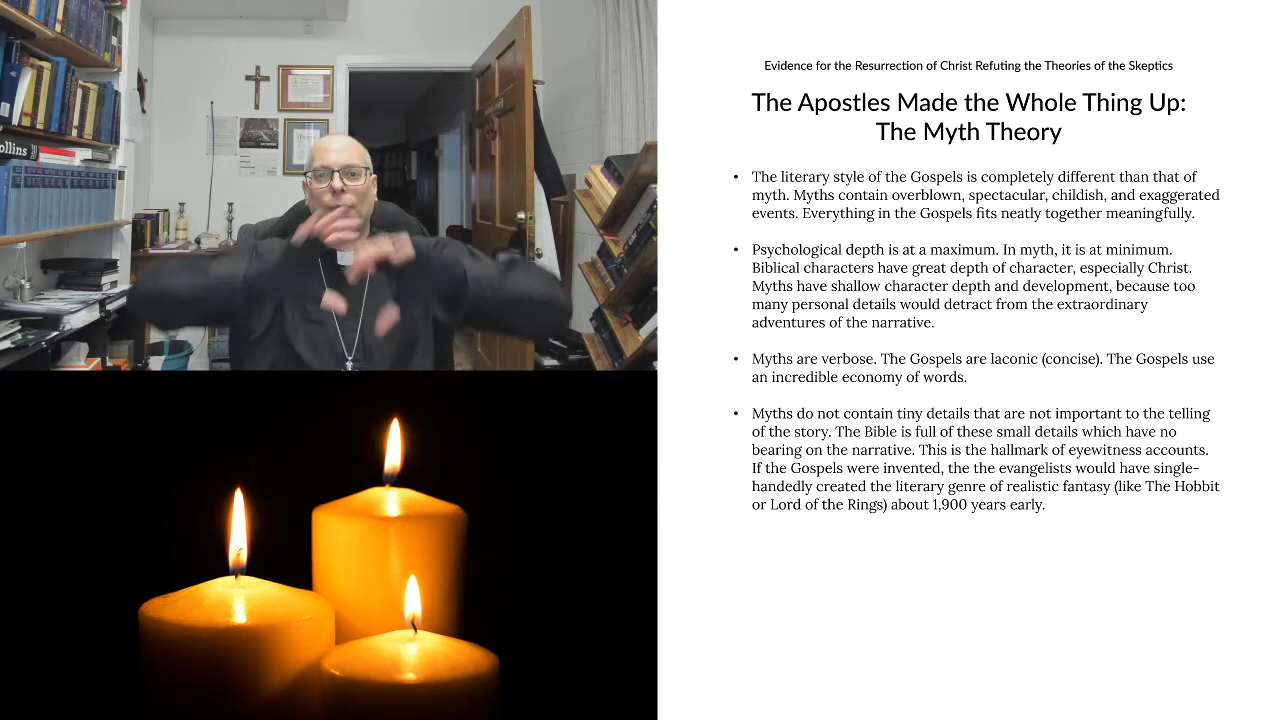 Evidence for the Resurrection of Christ Refuting the Theories of the Skeptics
The Apostles Made the Whole Thing Up:
The Myth Theory
• The literary style of the Gospels is completely different than that of
myth. Myths contain overblown, spectacular, childish, and exaggerated
events. Everything in the Gospels fits neatly together meaningfully.
• Psychological depth is at a maximum. In myth, it is at minimum.
Biblical characters have great depth of character, especially Christ.
Myths have shallow character depth and development, because too
many personal details would detract from the extraordinary
adventures of the narrative.
• Myths are verbose. The Gospels are laconic (concise). The Gospels use
an incredible economy of words.
• Myths do not contain tiny details that are not important to the telling
of the story. The Bible is full of these small details which have no
bearing on the narrative. This is the hallmark of eyewitness accounts.
If the Gospels were invented, the the evangelists would have single-
handedly created the literary genre of realistic fantasy (like The Hobbit
or Lord of the Rings) about 1,900 years early.